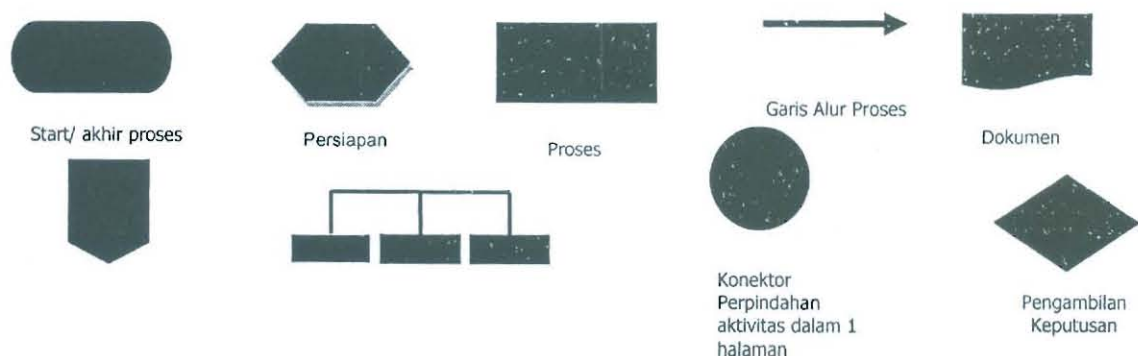 Start/ akhir proses
Persiapan
Proses
Garis Alur Proses
Dokumen
Konektor
Perpindahan
aktivitas dalam 1
halaman
Pengambilan
Keputusan